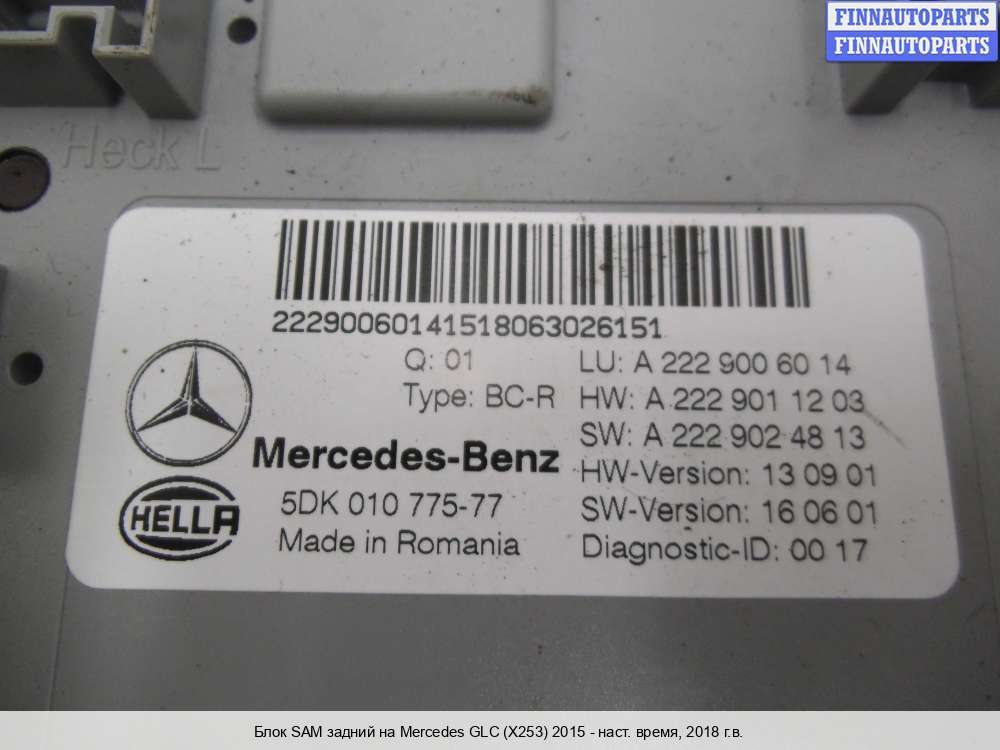 FINNAUTOPARTS
FINNAUTOPARTS
Heck L
22290060141518063026151
Q: 01
LU: A 222 900 60 14
Type: BC-R
HW: A 222 901 12 03
SW: A 222 902 48 13
Mercedes-Benz
HW-Version: 13 09 01
HELLA
5DK 010 775-77
SW-Version: 16 06 01
Made in Romania
Diagnostic-ID: 00 17
Блок SAM задний на Mercedes GLC (X253) 2015 - наст. время, 2018 г.в.